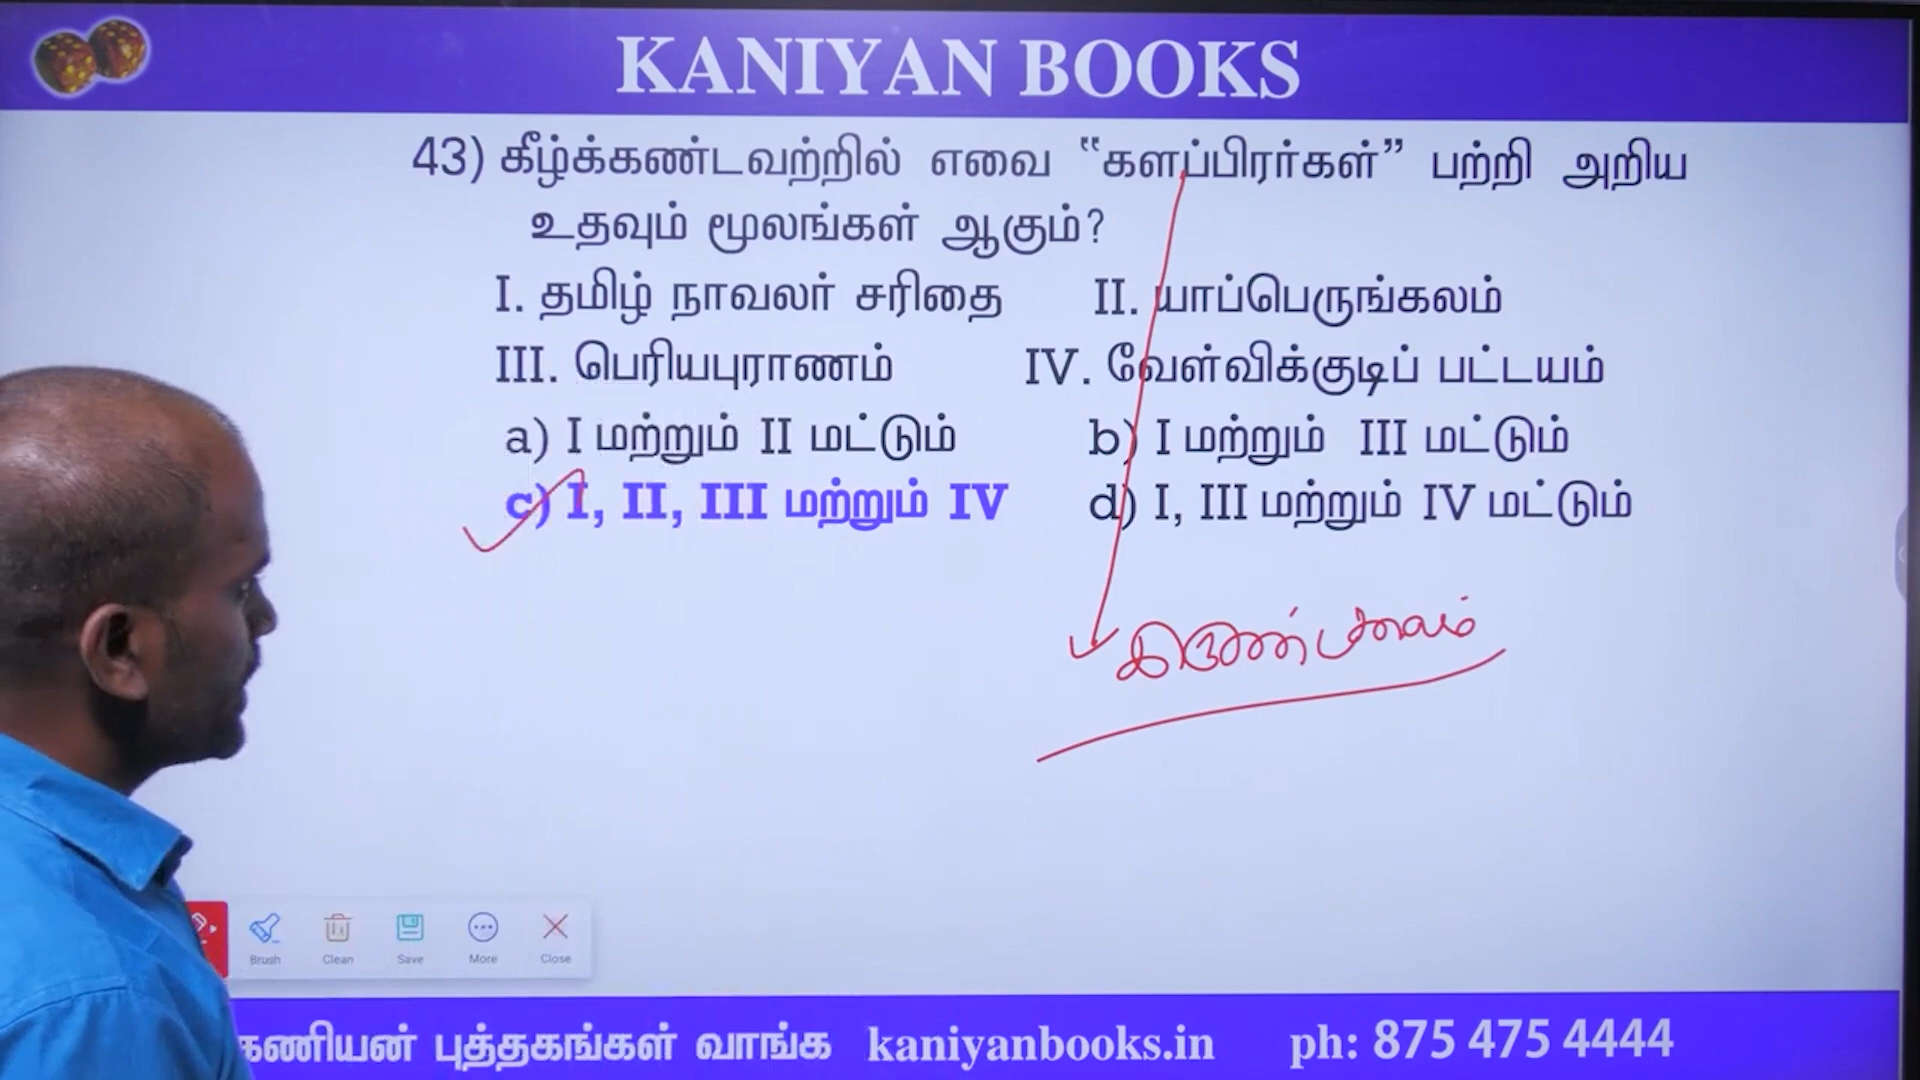 KANIYAN BOOKS
43) கீழ்க்கண்டவற்றில் எவை “களப்பிரர்கள்” பற்றி அறிய
உதவும் மூலங்கள் ஆகும்?
I. தமிழ் நாவலர் சரிதை II. யாப்பெருங்கலம்
III. பெரியபுராணம் IV. வேள்விக்குடிப் பட்டயம்
a) I மற்றும் II மட்டும் b) I மற்றும் III மட்டும்
c) I, II, III மற்றும் IV d) I, III மற்றும் IV மட்டும்
Brush Clean Save More Close
கணியன் புத்தகங்கள் வாங்க kaniyanbooks.in ph: 875 475 4444